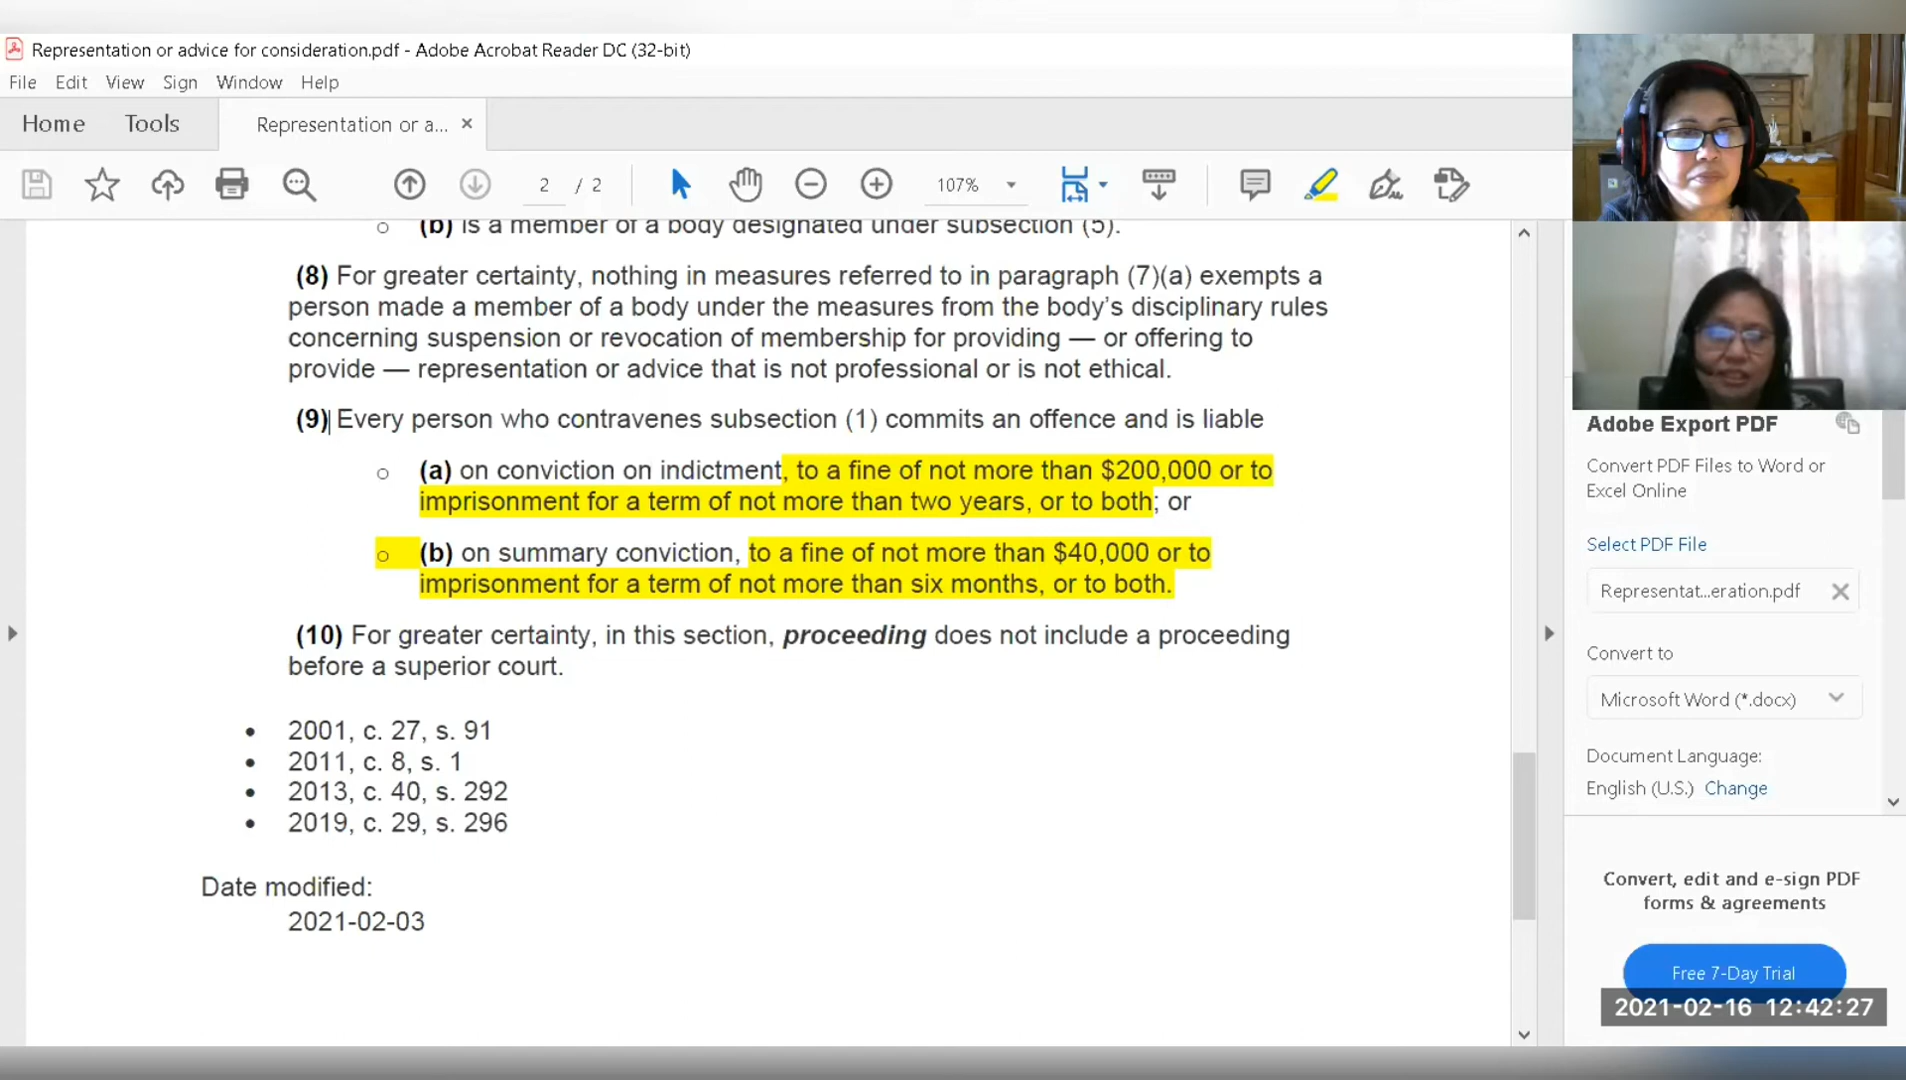 Representation or advice for consideration.pdf - Adobe Acrobat Reader DC (32-bit)
File Edit View Sign Window Help
Home Tools Representation or a... ×
2 / 2 107%
(b) is a member of a body designated under subsection (5).
(8) For greater certainty, nothing in measures referred to in paragraph (7)(a) exempts a
person made a member of a body under the measures from the body’s disciplinary rules
concerning suspension or revocation of membership for providing — or offering to
provide — representation or advice that is not professional or is not ethical.
(9) Every person who contravenes subsection (1) commits an offence and is liable
(a) on conviction on indictment, to a fine of not more than $200,000 or to
imprisonment for a term of not more than two years, or to both; or
(b) on summary conviction, to a fine of not more than $40,000 or to
imprisonment for a term of not more than six months, or to both.
(10) For greater certainty, in this section, proceeding does not include a proceeding
before a superior court.
• 2001, c. 27, s. 91
• 2011, c. 8, s. 1
• 2013, c. 40, s. 292
• 2019, c. 29, s. 296
Date modified:
2021-02-03
Adobe Export PDF
Convert PDF Files to Word or
Excel Online
Select PDF File
Representat...eration.pdf
Convert to
Microsoft Word (*.docx)
Document Language:
English (U.S.) Change
Convert, edit and e-sign PDF
forms & agreements
Free 7-Day Trial
2021-02-16 12:42:27